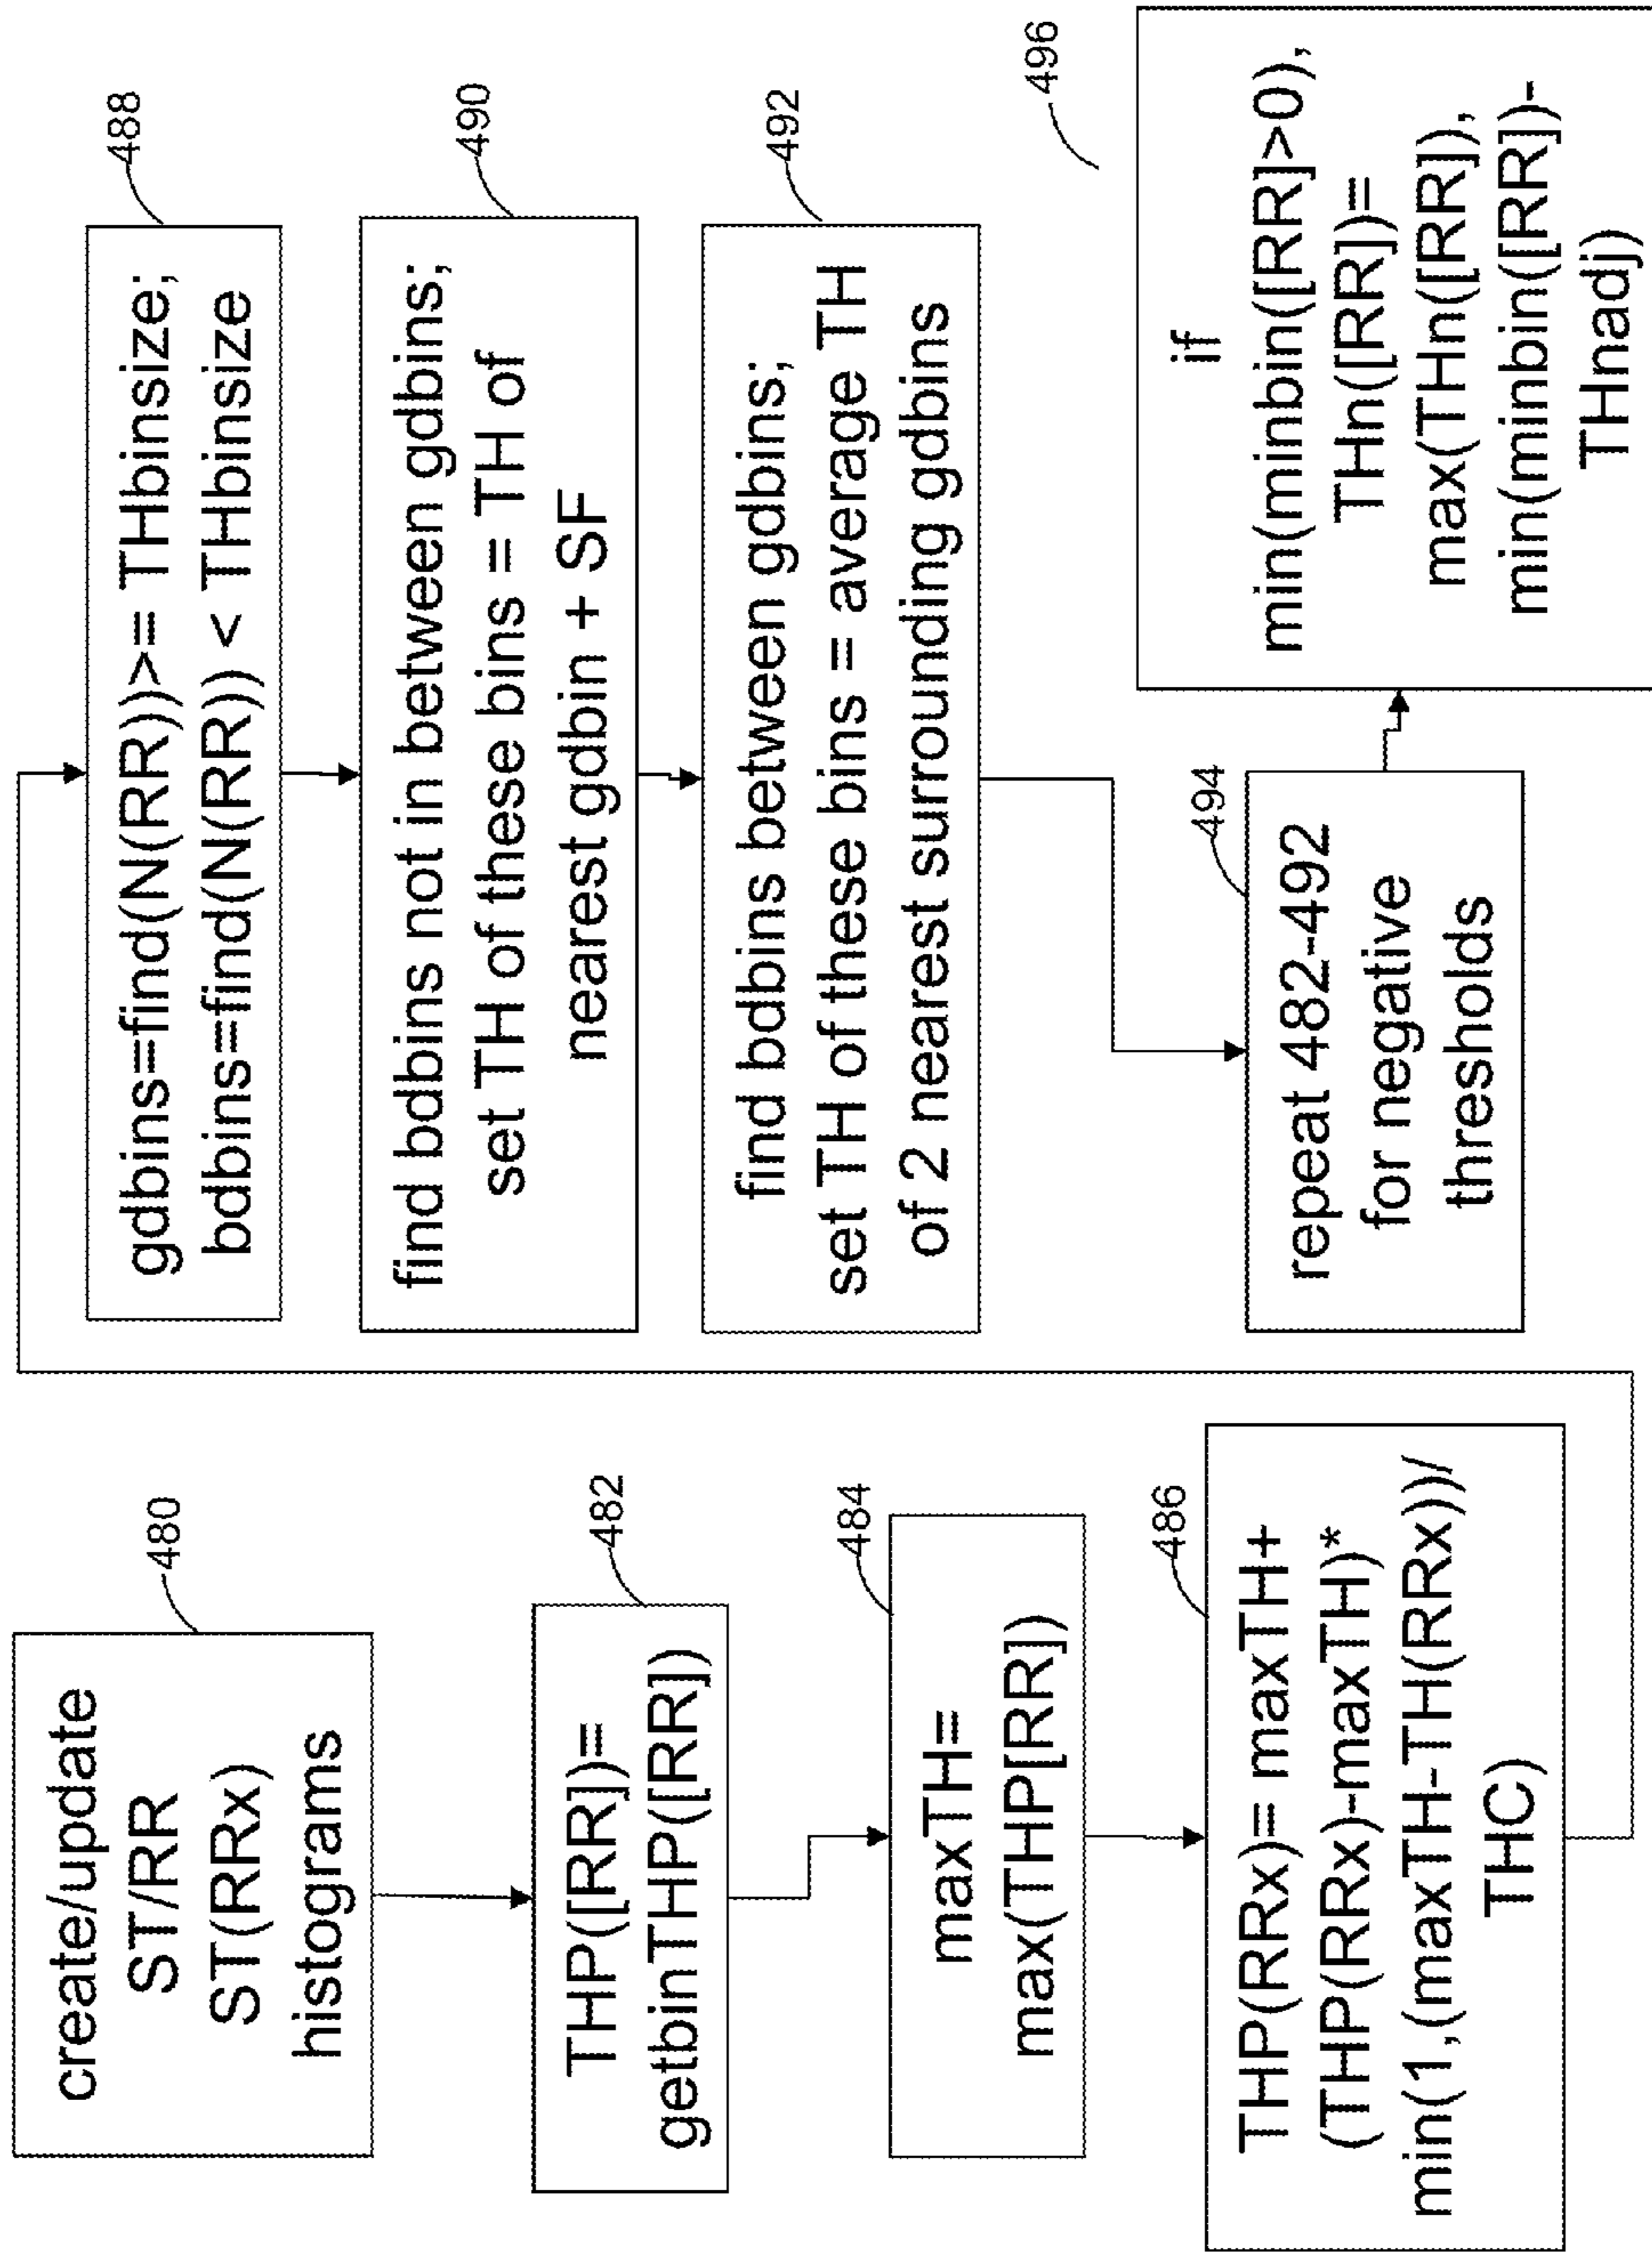 create/update
ST/RR
ST(RRx)
histograms
480
THP([RR])=
getbinTHP([RR])
482
maxTH=
max(THP[RR])
484
THP(RRx)= maxTH+
(THP(RRx)-maxTH)*
min(1,(maxTH-TH(RRx))/
THC)
486
gdbins=find(N(RR))>= THbinsize;
bdbins=find(N(RR)) < THbinsize
488
find bdbins not in between gdbins;
set TH of these bins = TH of
nearest gdbin + SF
490
find bdbins between gdbins;
set TH of these bins = average TH
of 2 nearest surrounding gdbins
492
repeat 482-492
for negative
thresholds
494
if
min(minbin([RR]>0),
THn([RR])=
max(THn([RR]),
min(minbin([RR])-
THnadj)
496